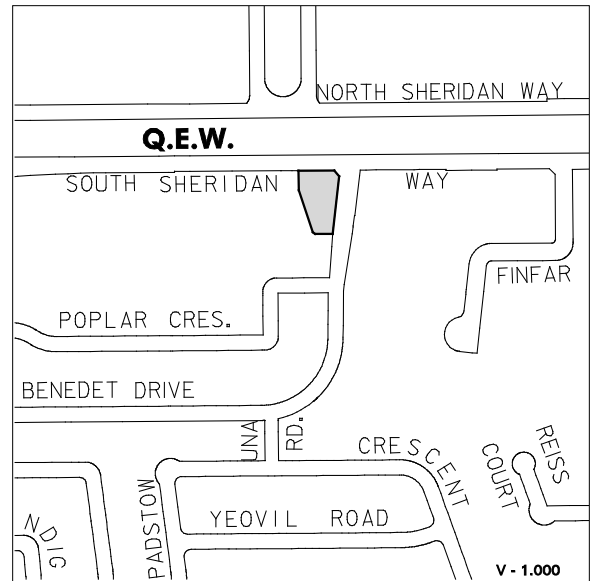 NORTH SHERIDAN WAY
Q.E.W.
SOUTH SHERIDAN WAY
FINFAR
POPLAR CRES.
BENEDET DRIVE
UNA RD.
CRESCENT
REISS
COURT
PADSTOW
YEOVIL ROAD
NDIG
V - 1.000